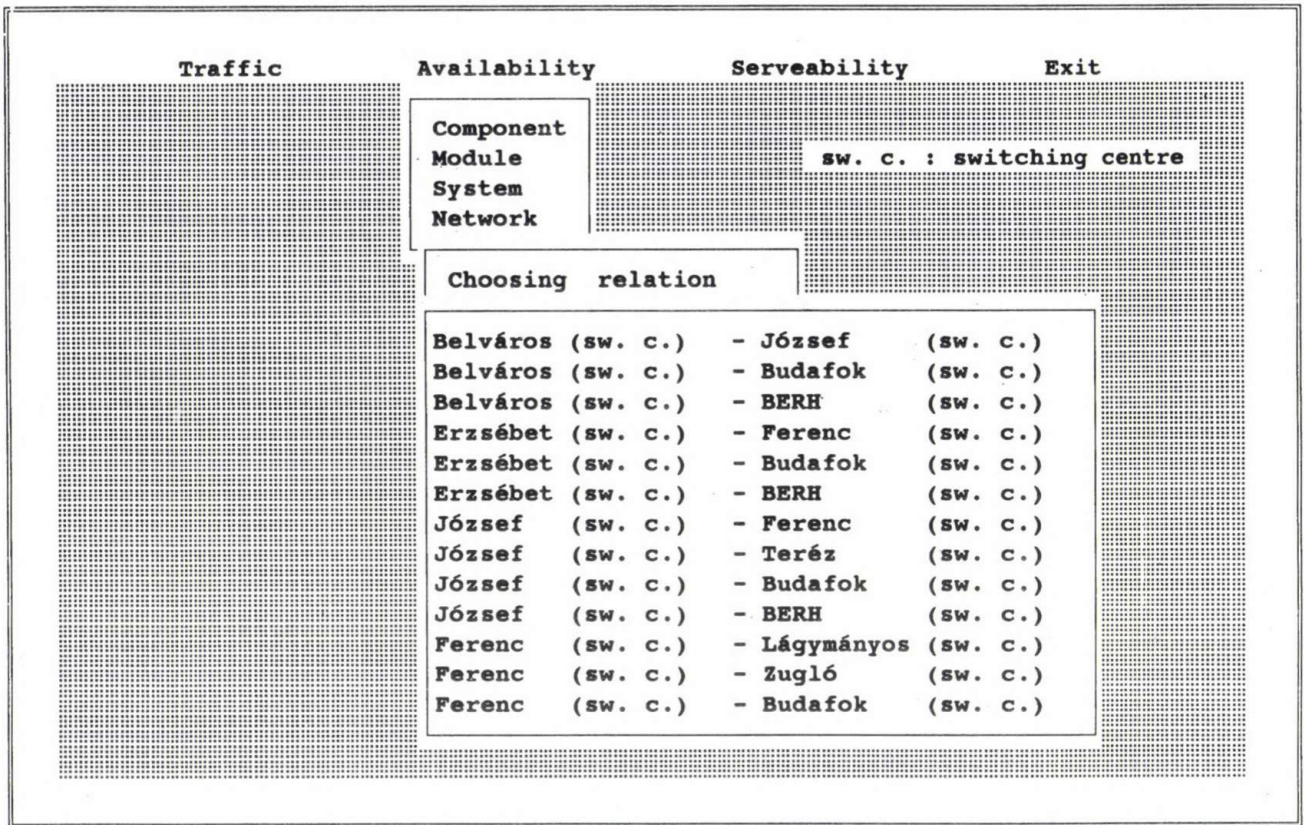 Traffic Availability Serveability Exit
Component
Module
sw. c. : switching centre
System
Network
Choosing relation
Belváros (sw. c.) - József (sw. c.)
Belváros (sw. c.) - Budafok (sw. c.)
Belváros (sw. c.) - BERH (sw. c.)
Erzsébet (sw. c.) - Ferenc (sw. c.)
Erzsébet (sw. c.) - Budafok (sw. c.)
Erzsébet (sw. c.) - BERH (sw. c.)
József (sw. c.) - Ferenc (sw. c.)
József (sw. c.) - Teréz (sw. c.)
József (sw. c.) - Budafok (sw. c.)
József (sw. c.) - BERH (sw. c.)
Ferenc (sw. c.) - Lágymányos (sw. c.)
Ferenc (sw. c.) - Zugló (sw. c.)
Ferenc (sw. c.) - Budafok (sw. c.)